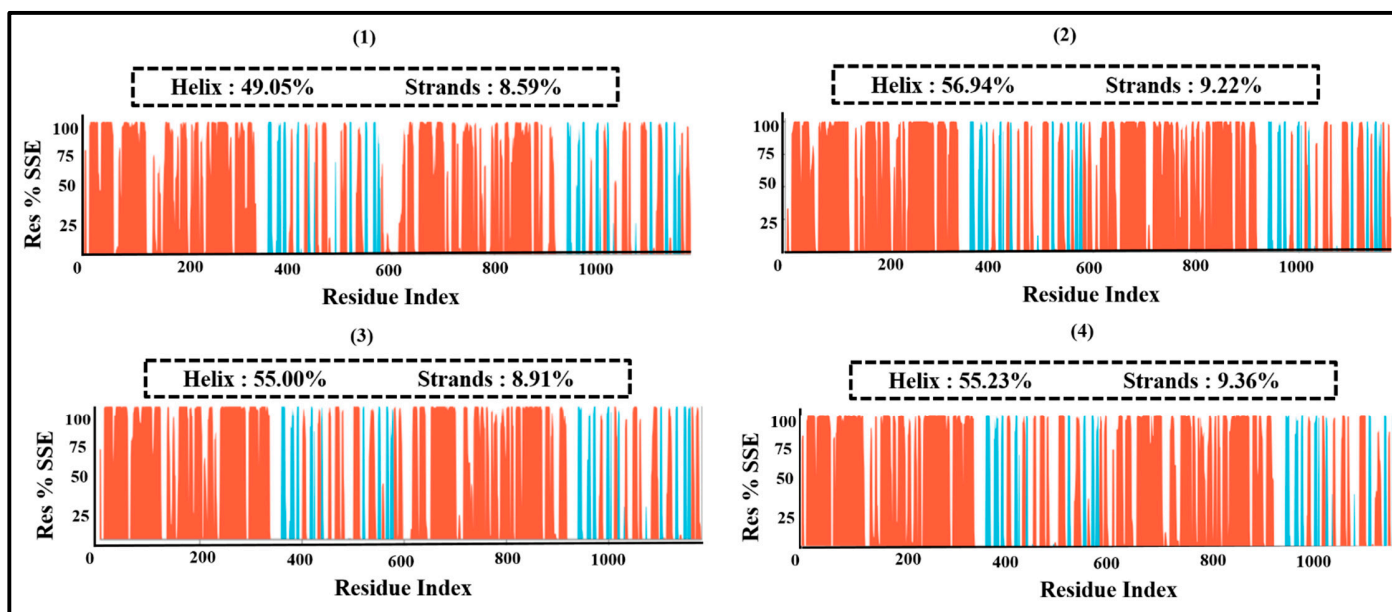 (1)
Helix : 49.05% Strands : 8.59%
Res % SSE
100
75
50
25
0 200 400 600 800 1000
Residue Index
(2)
Helix : 56.94% Strands : 9.22%
Res % SSE
100
75
50
25
0 200 400 600 800 1000
Residue Index
(3)
Helix : 55.00% Strands : 8.91%
Res % SSE
100
75
50
25
0 200 400 600 800 1000
Residue Index
(4)
Helix : 55.23% Strands : 9.36%
Res % SSE
100
75
50
25
0 200 400 600 800 1000
Residue Index